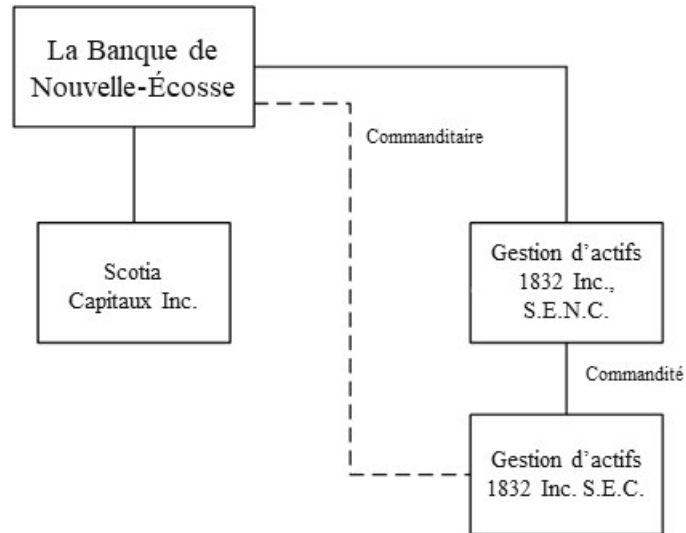 La Banque de
Nouvelle-Écosse
Commanditaire
Scotia
Capitaux Inc.
Gestion d'actifs
1832 Inc.,
S.E.N.C.
Commandité
Gestion d'actifs
1832 Inc. S.E.C.